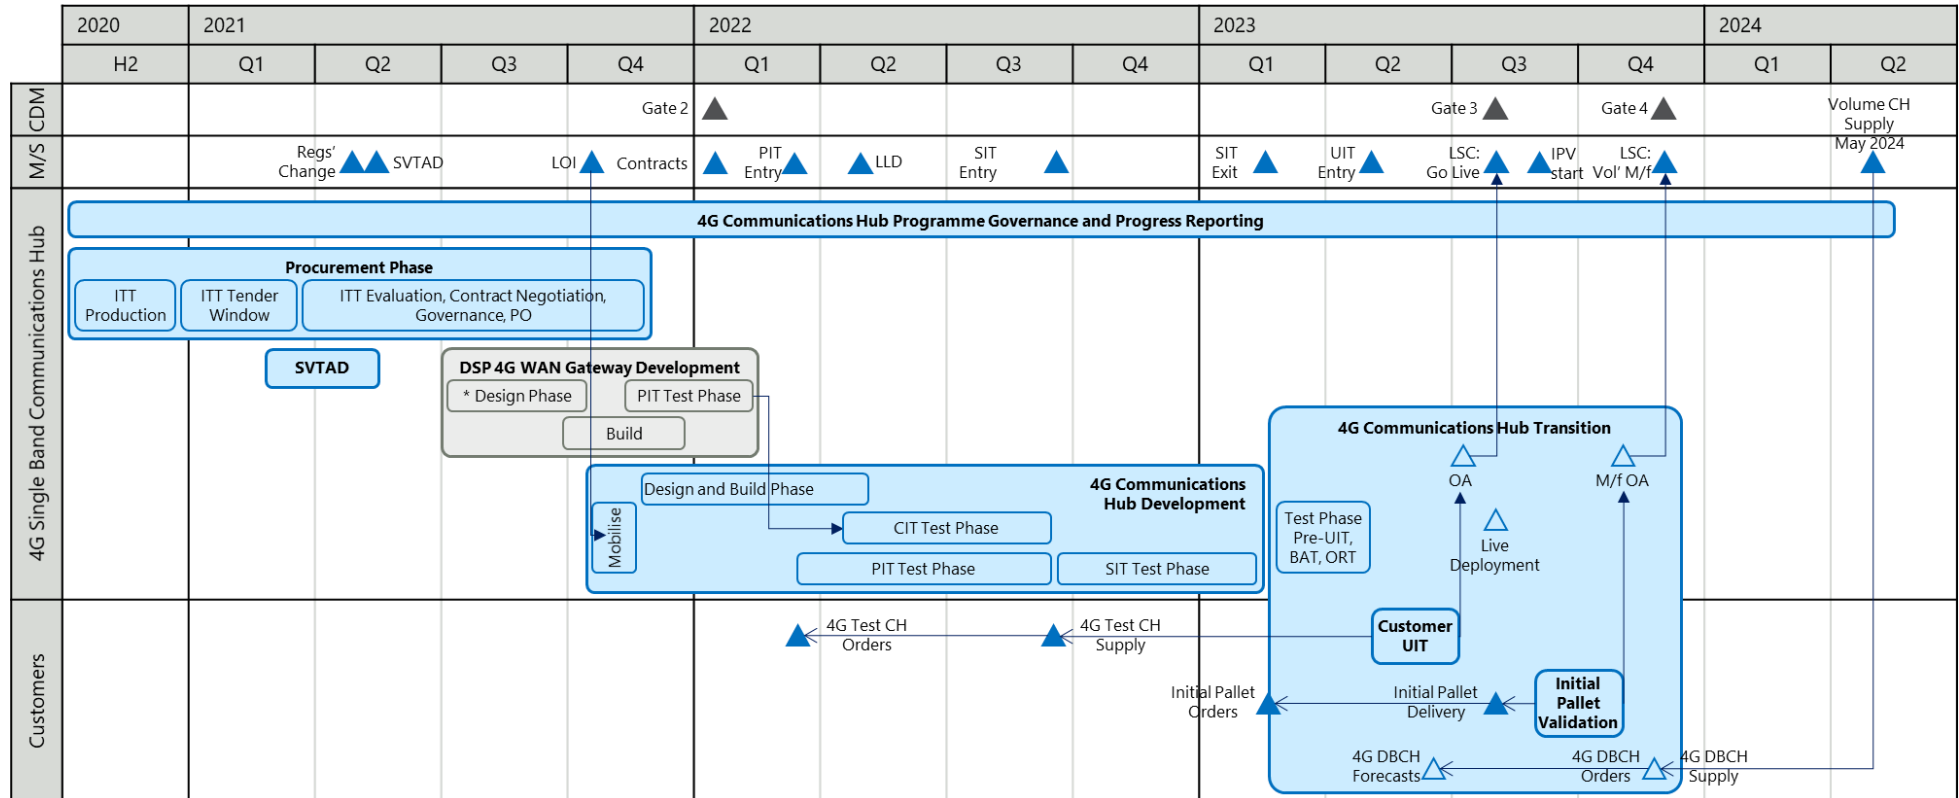 2020
2021
2022
2023
2024
H2
Q1
Q2
Q3
Q4
Q1
Q2
Q3
Q4
Q1
Q2
Q3
Q4
Q1
Q2
CDM
Gate 2
Gate 3
Gate 4
Volume CH
Supply
May 2024
M/S
Regs'
Change
SVTAD
LOI
Contracts
PIT
Entry
LLD
SIT
Entry
SIT
Exit
UIT
Entry
LSC:
Go Live
IPV
start
LSC:
Vol' M/f
4G Single Band Communications Hub
4G Communications Hub Programme Governance and Progress Reporting
Procurement Phase
ITT
Production
ITT Tender
Window
ITT Evaluation, Contract Negotiation,
Governance, PO
SVTAD
DSP 4G WAN Gateway Development
* Design Phase
PIT Test Phase
Build
4G Communications
Hub Development
Design and Build Phase
Mobilise
CIT Test Phase
PIT Test Phase
SIT Test Phase
4G Communications Hub Transition
OA
M/f OA
Test Phase
Pre-UIT,
BAT, ORT
Live
Deployment
Customers
4G Test CH
Orders
4G Test CH
Supply
Customer
UIT
Initial Pallet
Orders
Initial Pallet
Delivery
Initial
Pallet
Validation
4G DBCH
Forecasts
4G DBCH
Orders
4G DBCH
Supply